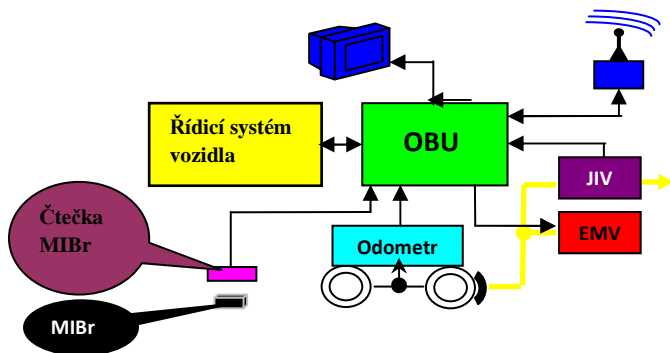 Řídicí systém
vozidla
OBU
JIV
Čtečka
MIBr
Odometr
EMV
MIBr